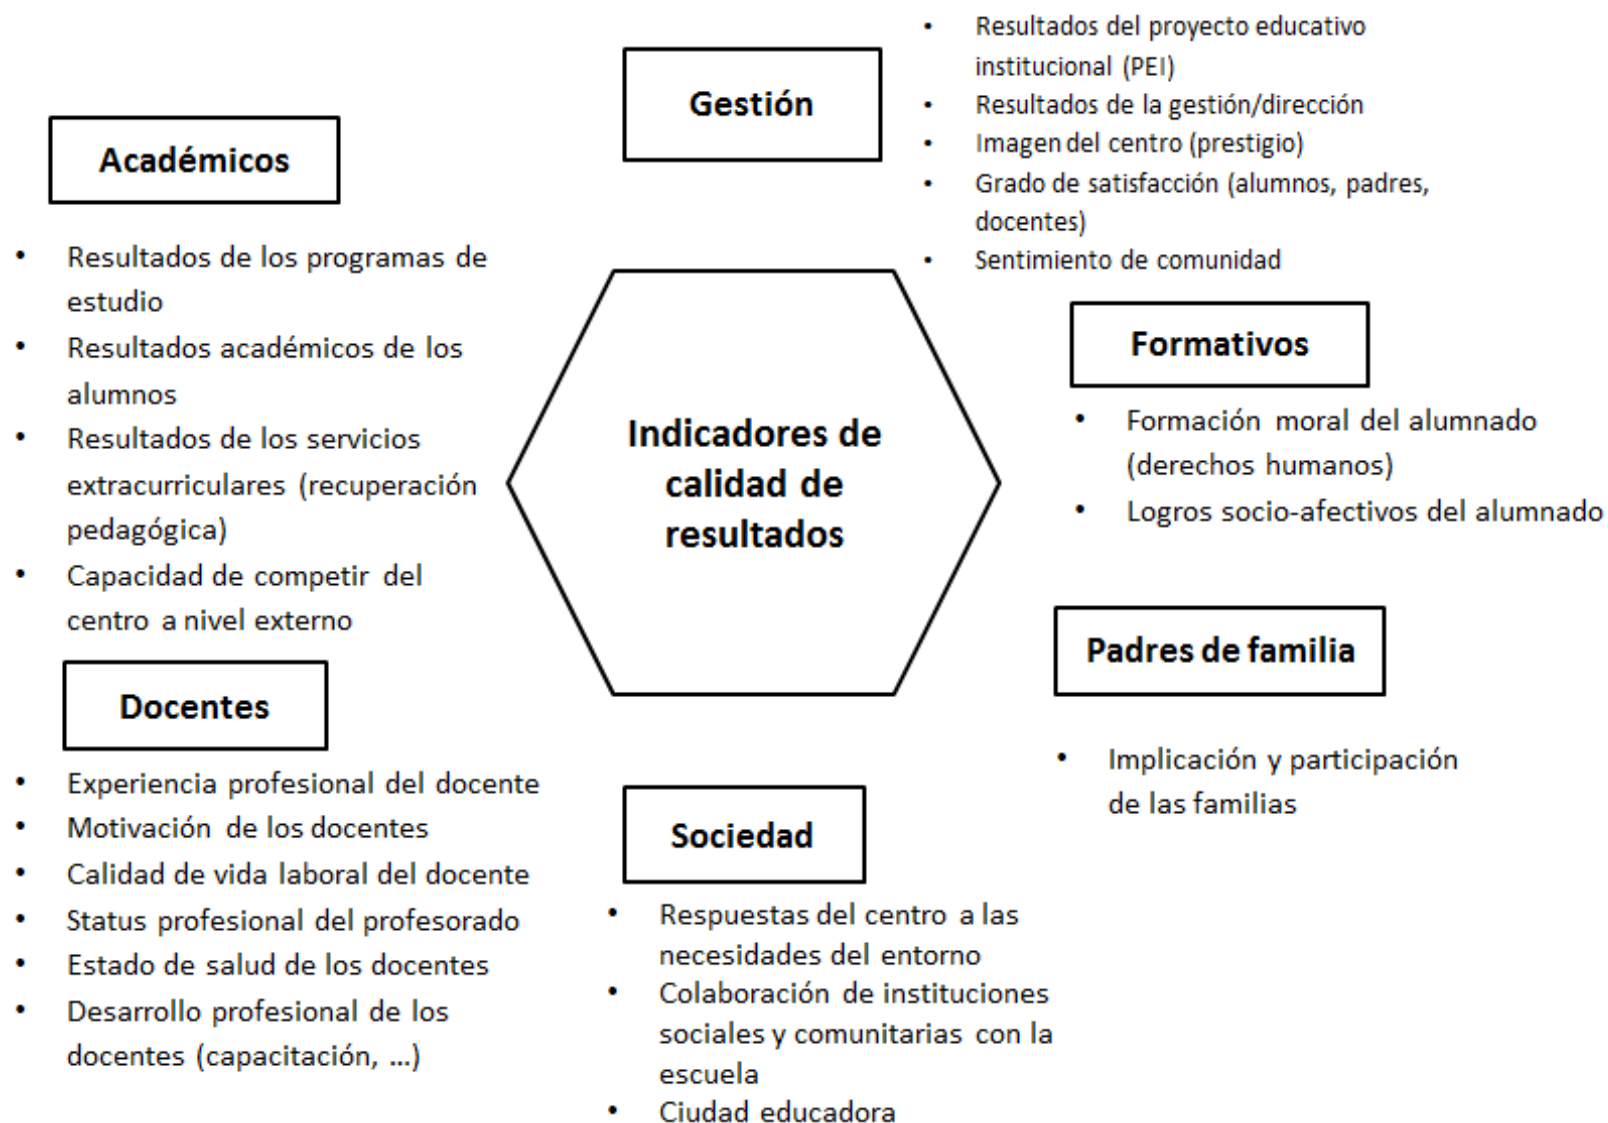 Gestión
• Resultados del proyecto educativo
institucional (PEI)
• Resultados de la gestión/dirección
• Imagen del centro (prestigio)
• Grado de satisfacción (alumnos, padres,
docentes)
• Sentimiento de comunidad
Académicos
• Resultados de los programas de
estudio
• Resultados académicos de los
alumnos
• Resultados de los servicios
extracurriculares (recuperación
pedagógica)
• Capacidad de competir del
centro a nivel externo
Indicadores de
calidad de
resultados
Formativos
• Formación moral del alumnado
(derechos humanos)
• Logros socio-afectivos del alumnado
Padres de familia
• Implicación y participación
de las familias
Docentes
• Experiencia profesional del docente
• Motivación de los docentes
• Calidad de vida laboral del docente
• Status profesional del profesorado
• Estado de salud de los docentes
• Desarrollo profesional de los
docentes (capacitación, ...)
Sociedad
• Respuestas del centro a las
necesidades del entorno
• Colaboración de instituciones
sociales y comunitarias con la
escuela
• Ciudad educadora